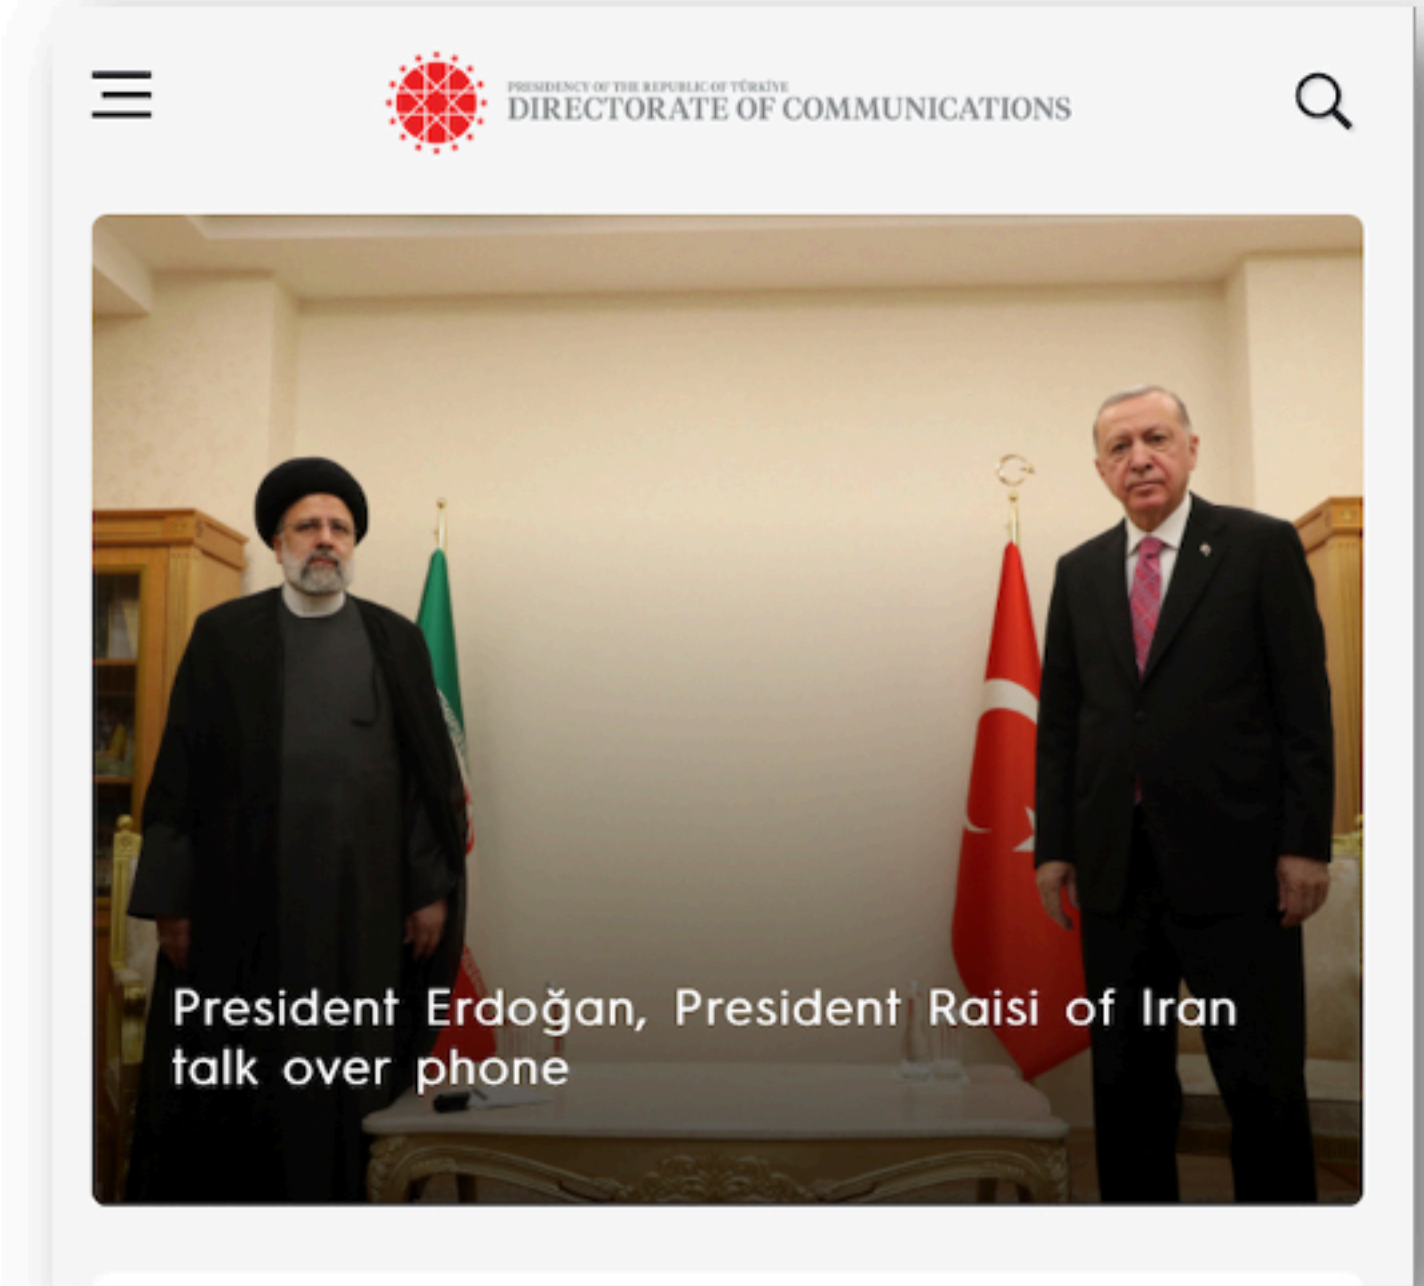 PRESIDENCY OF THE REPUBLIC OF TÜRKİYE
DIRECTORATE OF COMMUNICATIONS
President Erdoğan, President Raisi of Iran
talk over phone